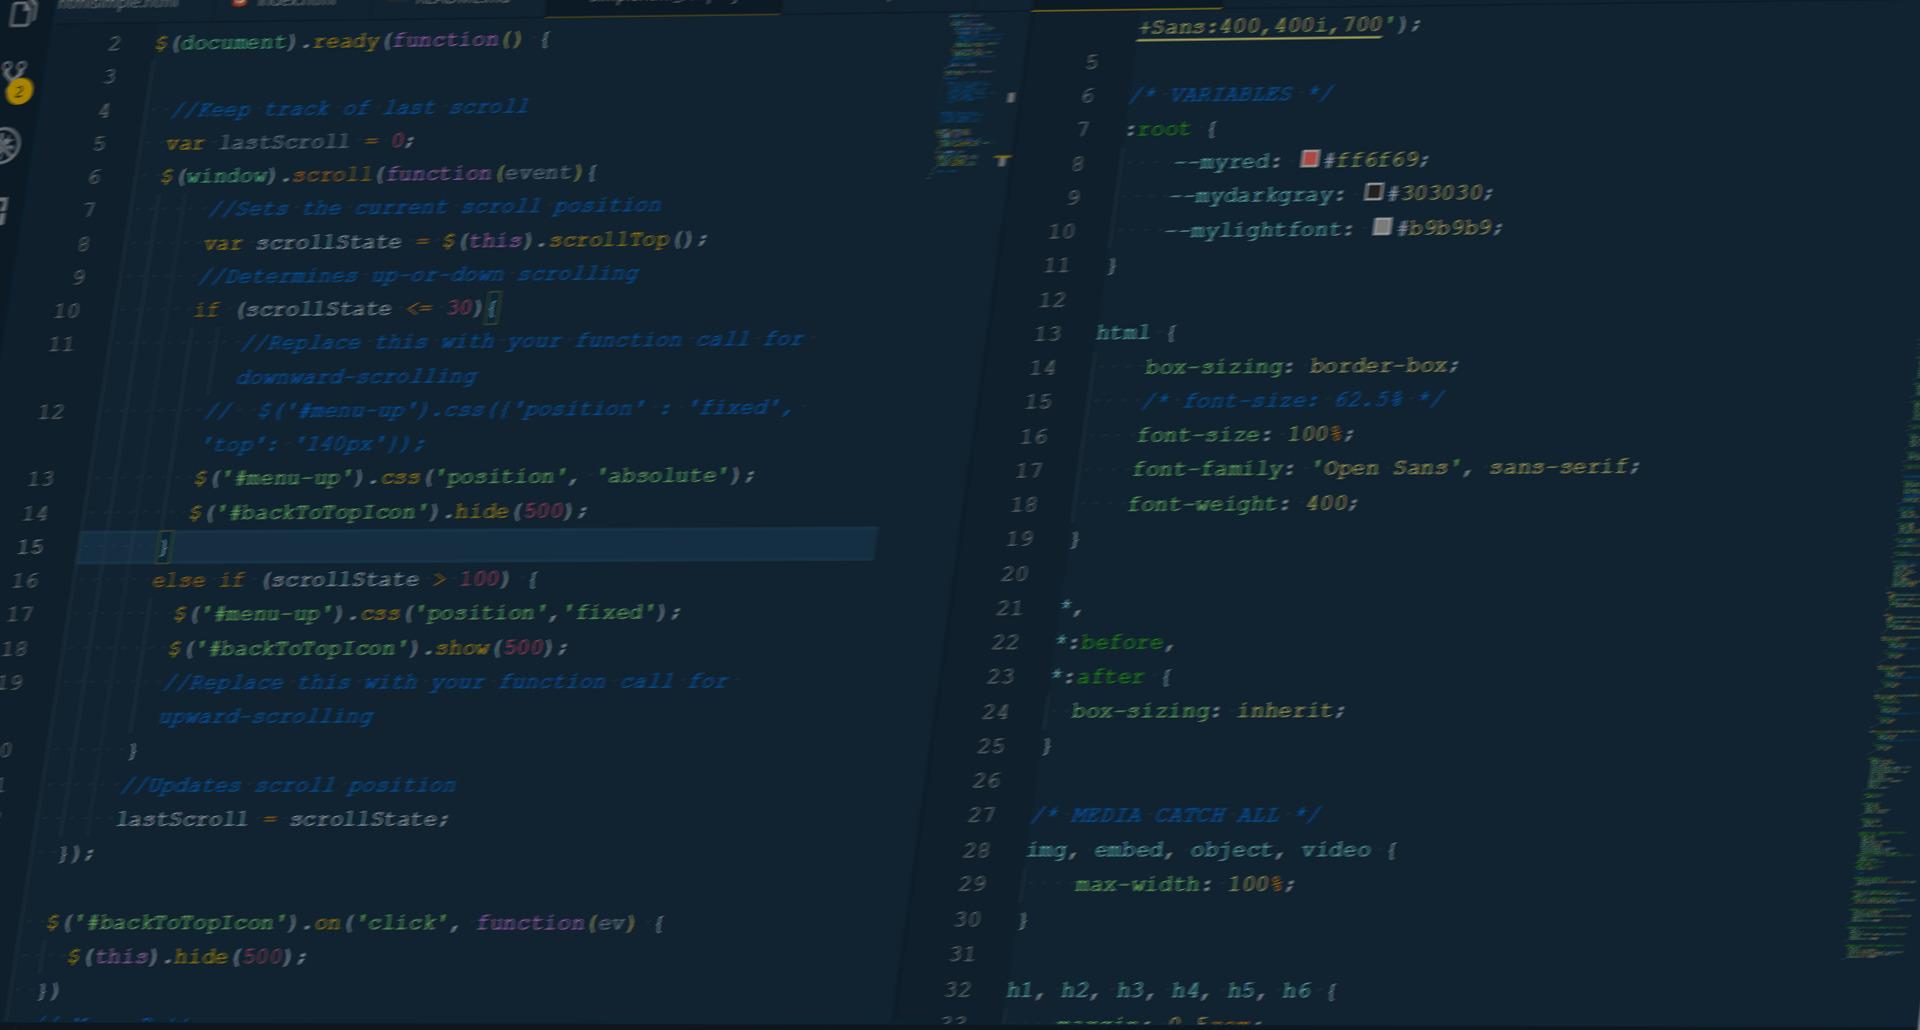 index.html
README.md
2 $(document).ready(function() {
3
4 //Keep track of last scroll
5 var lastScroll = 0;
6 $(window).scroll(function(event){
7 //Sets the current scroll position
8 var scrollState = $(this).scrollTop();
9 //Determines up-or-down scrolling
10 if (scrollState <= 30){
11 //Replace this with your function call for
downward-scrolling
12 // $('#menu-up').css({'position' : 'fixed',
'top': '140px'});
13 $('#menu-up').css('position', 'absolute');
14 $('#backToTopIcon').hide(500);
15 }
16 else if (scrollState > 100) {
17 $('#menu-up').css('position','fixed');
18 $('#backToTopIcon').show(500);
19 //Replace this with your function call for
upward-scrolling
0 }
//Updates scroll position
lastScroll = scrollState;
});
$('#backToTopIcon').on('click', function(ev) {
$(this).hide(500);
})
2
+Sans:400,400i,700');
5
6 /* VARIABLES */
7 :root {
8 --myred: #ff6f69;
9 --mydarkgray: #303030;
10 --mylightfont: #b9b9b9;
11 }
12
13 html {
14 box-sizing: border-box;
15 /* font-size: 62.5% */
16 font-size: 100%;
17 font-family: 'Open Sans', sans-serif;
18 font-weight: 400;
19 }
20
21 *,
22 *:before,
23 *:after {
24 box-sizing: inherit;
25 }
26
27 /* MEDIA CATCH ALL */
28 img, embed, object, video {
29 max-width: 100%;
30 }
31
32 h1, h2, h3, h4, h5, h6 {